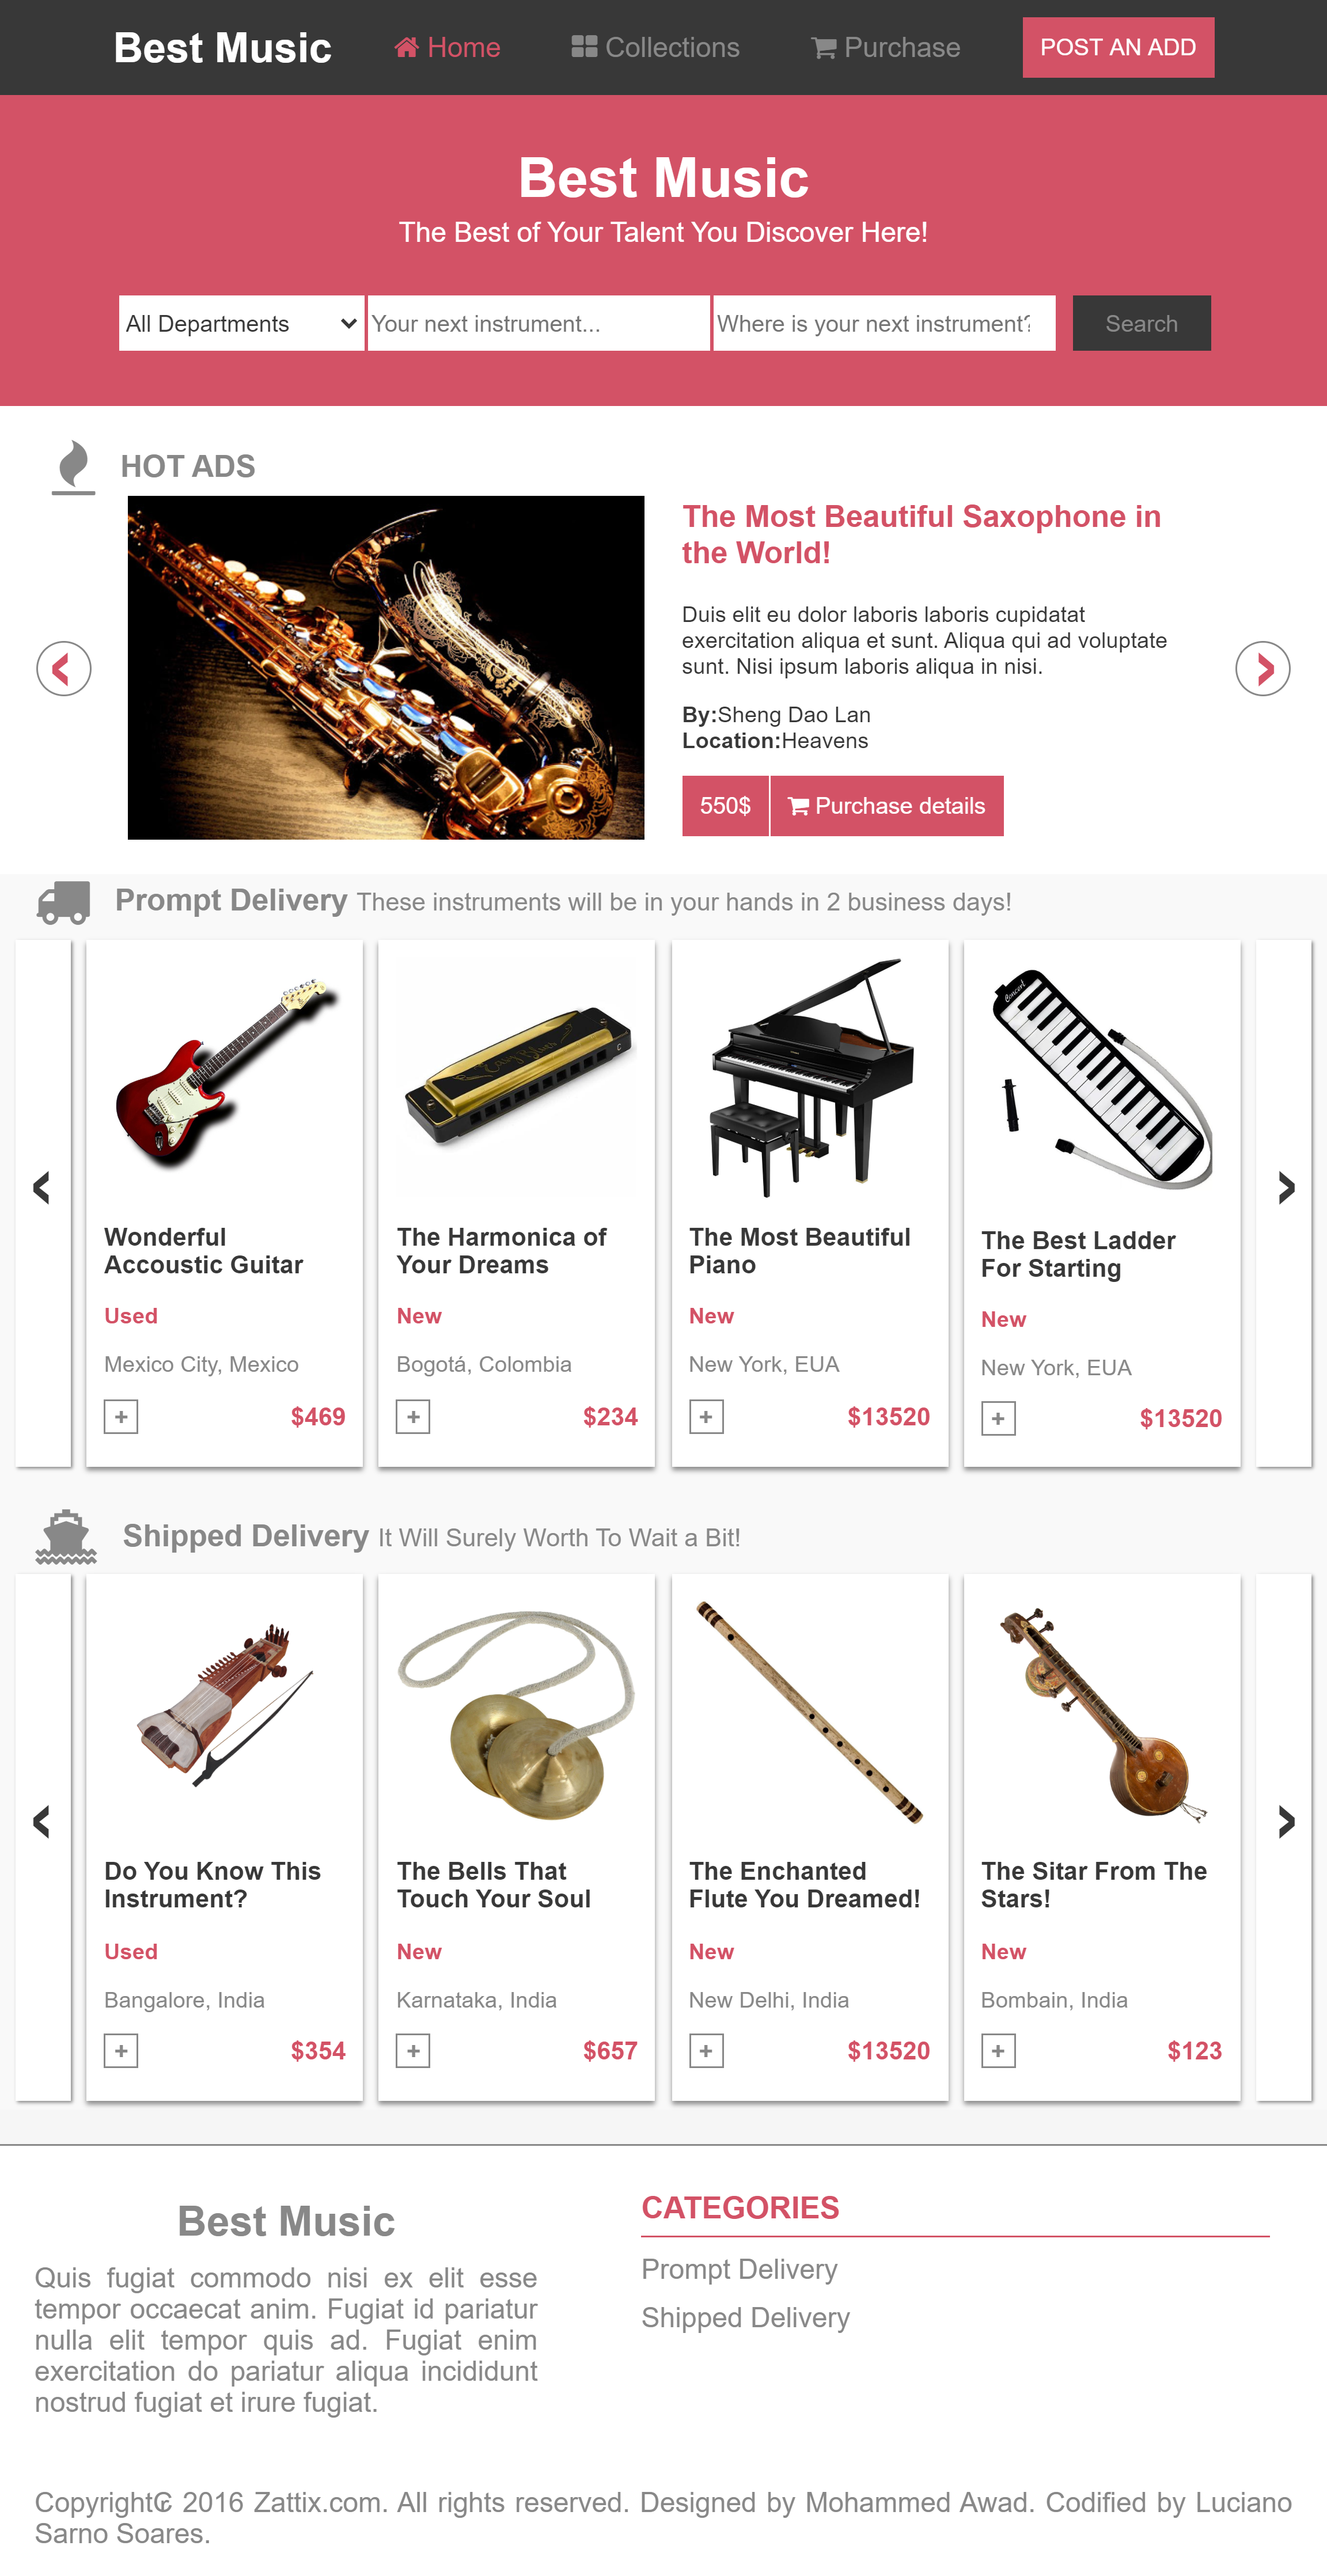 Best Music
Home
Collections
Purchase
POST AN ADD
Best Music
The Best of Your Talent You Discover Here!
All Departments
Your next instrument...
Where is your next instrument?
Search
HOT ADS
The Most Beautiful Saxophone in
the World!
Duis elit eu dolor laboris laboris cupidatat
exercitation aliqua et sunt. Aliqua qui ad voluptate
sunt. Nisi ipsum laboris aliqua in nisi.
By:Sheng Dao Lan
Location:Heavens
550$
Purchase details
Prompt Delivery These instruments will be in your hands in 2 business days!
Concert
Wonderful
Accoustic Guitar
Used
Mexico City, Mexico
+
$469
C
The Harmonica of
Your Dreams
New
Bogotá, Colombia
+
$234
The Most Beautiful
Piano
New
New York, EUA
+
$13520
The Best Ladder
For Starting
New
New York, EUA
+
$13520
Shipped Delivery It Will Surely Worth To Wait a Bit!
Do You Know This
Instrument?
Used
Bangalore, India
+
$354
The Bells That
Touch Your Soul
New
Karnataka, India
+
$657
The Enchanted
Flute You Dreamed!
New
New Delhi, India
+
$13520
The Sitar From The
Stars!
New
Bombain, India
+
$123
Best Music
Quis fugiat commodo nisi ex elit esse
tempor occaecat anim. Fugiat id pariatur
nulla elit tempor quis ad. Fugiat enim
exercitation do pariatur aliqua incididunt
nostrud fugiat et irure fugiat.
CATEGORIES
Prompt Delivery
Shipped Delivery
Copyright₢ 2016 Zattix.com. All rights reserved. Designed by Mohammed Awad. Codified by Luciano
Sarno Soares.